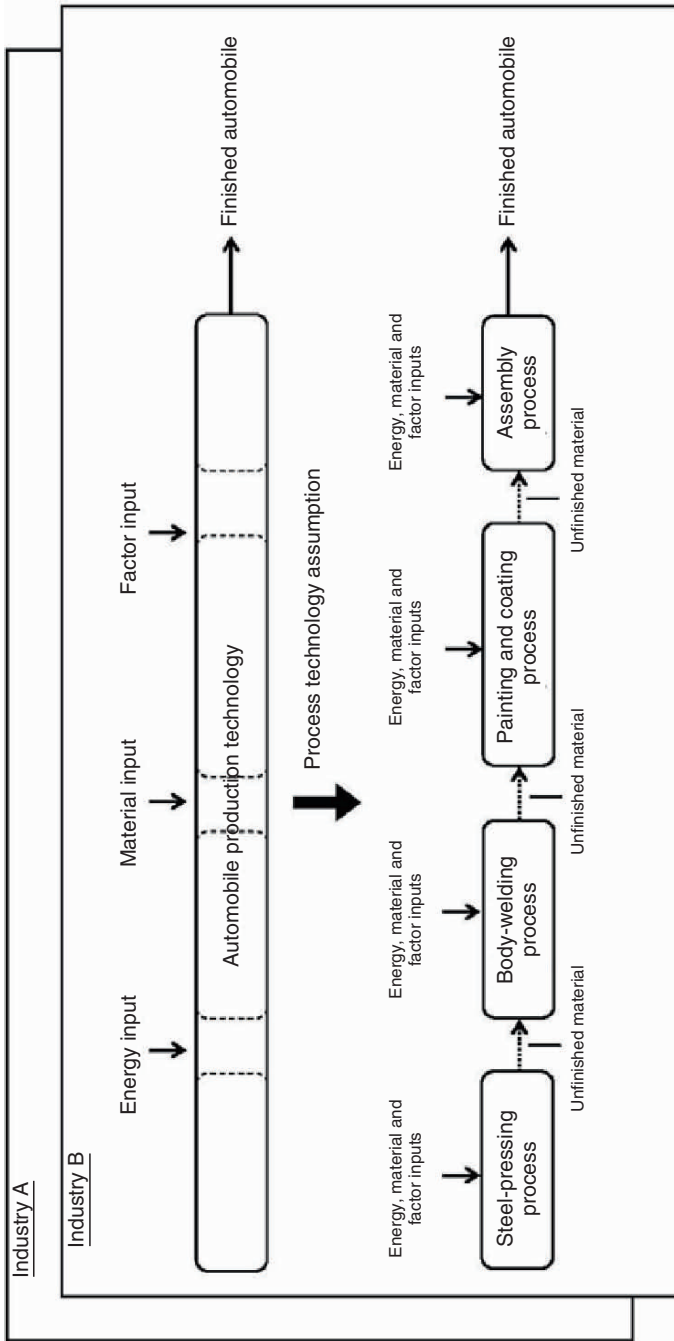 Industry A
Industry B
Energy input
Material input
Factor input
Automobile production technology
Finished automobile
Process technology assumption
Energy, material and
factor inputs
Energy, material and
factor inputs
Energy, material and
factor inputs
Energy, material and
factor inputs
Steel-pressing
process
Body-welding
process
Painting and coating
process
Assembly
process
Finished automobile
Unfinished material
Unfinished material
Unfinished material